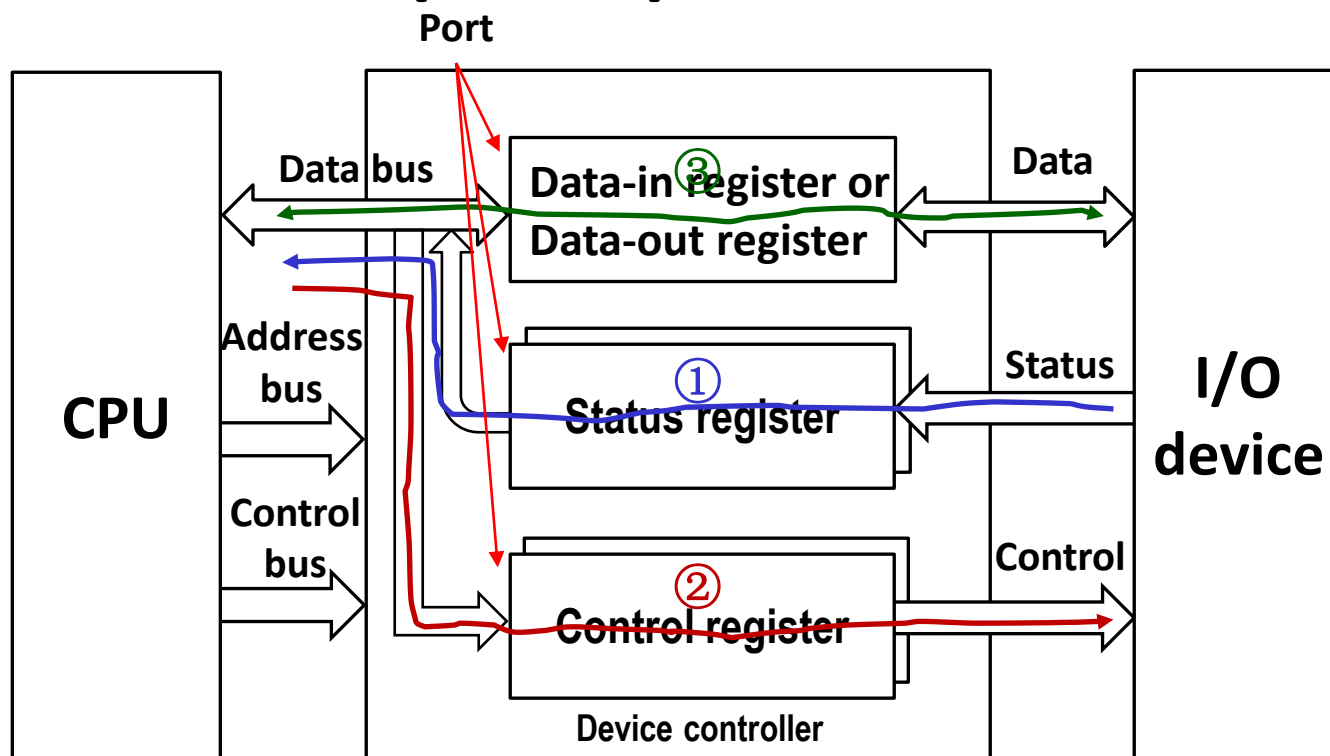 Port
Data bus
③
Data-in register or
Data-out register
Data
Address
bus
CPU
①
Status register
Status
I/O
device
Control
bus
②
Control register
Control
Device controller